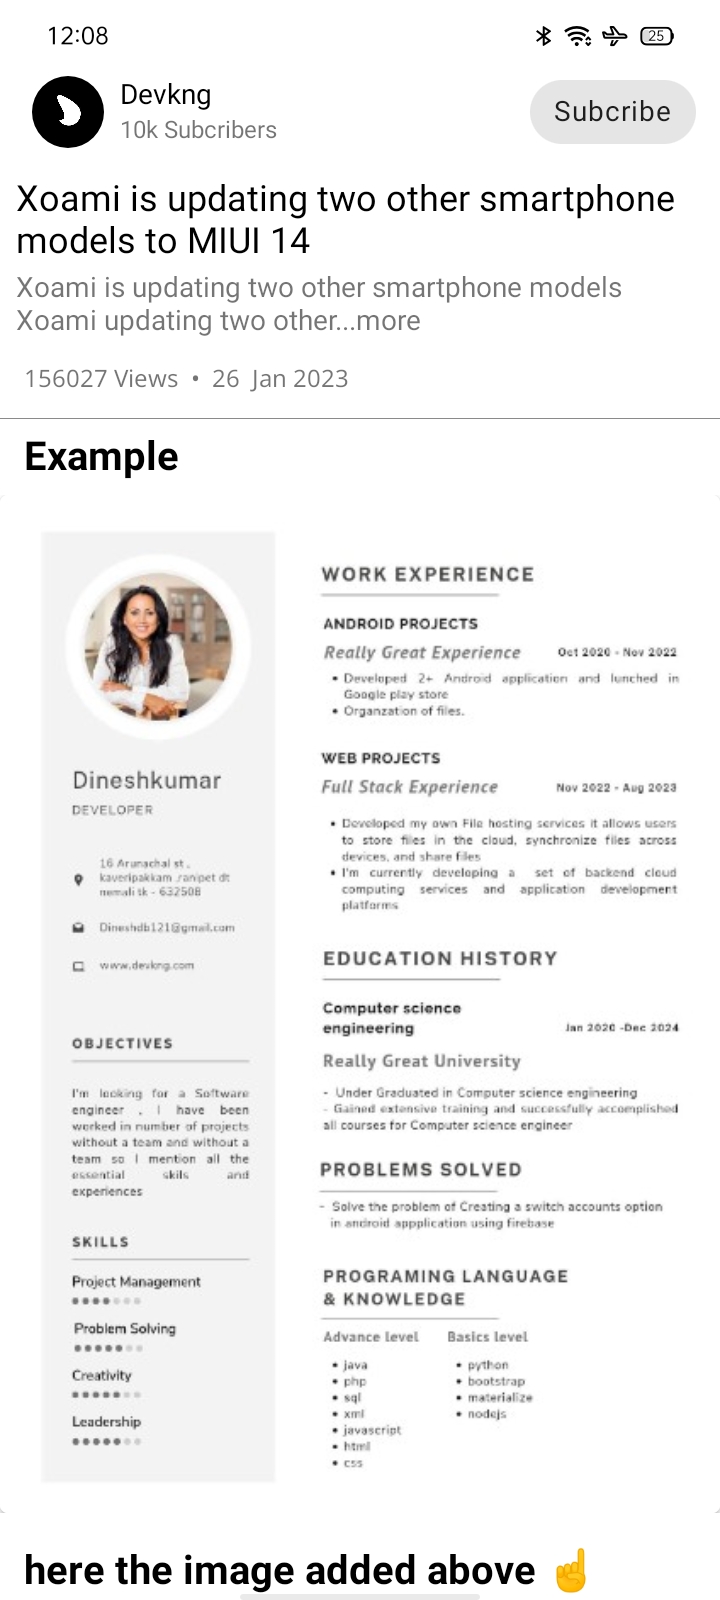 12:08
25
Devkng
10k Subcribers
Subcribe
Xoami is updating two other smartphone
models to MIUI 14
Xoami is updating two other smartphone models
Xoami updating two other...more
156027 Views • 26 Jan 2023
Example
Dineshkumar
DEVELOPER
16 Arunachal st ,
kaveripakkam ,ranipet dt
nemali tk - 632508
Dineshdb121@gmail.com
www.devkng.com
OBJECTIVES
I'm looking for a Software
engineer , I have been
worked in number of projects
without a team and without a
team so I mention all the
essential skils and
experiences
SKILLS
Project Management
Problem Solving
Creativity
Leadership
WORK EXPERIENCE
ANDROID PROJECTS
Really Great Experience Oct 2020 - Nov 2022
• Developed 2+ Android application and lunched in
Google play store
• Organzation of files.
WEB PROJECTS
Full Stack Experience Nov 2022 - Aug 2023
• Developed my own File hosting services it allows users
to store files in the cloud, synchronize files across
devices, and share files
• I'm currently developing a set of backend cloud
computing services and application development
platforms
EDUCATION HISTORY
Computer science
engineering Jan 2020 -Dec 2024
Really Great University
- Under Graduated in Computer science engineering
- Gained extensive training and successfully accomplished
all courses for Computer science engineer
PROBLEMS SOLVED
- Solve the problem of Creating a switch accounts option
in android appplication using firebase
PROGRAMING LANGUAGE
& KNOWLEDGE
Advance level Basics level
• java • python
• php • bootstrap
• sql • materialize
• xml • nodejs
• javascript
• html
• css
here the image added above ☝